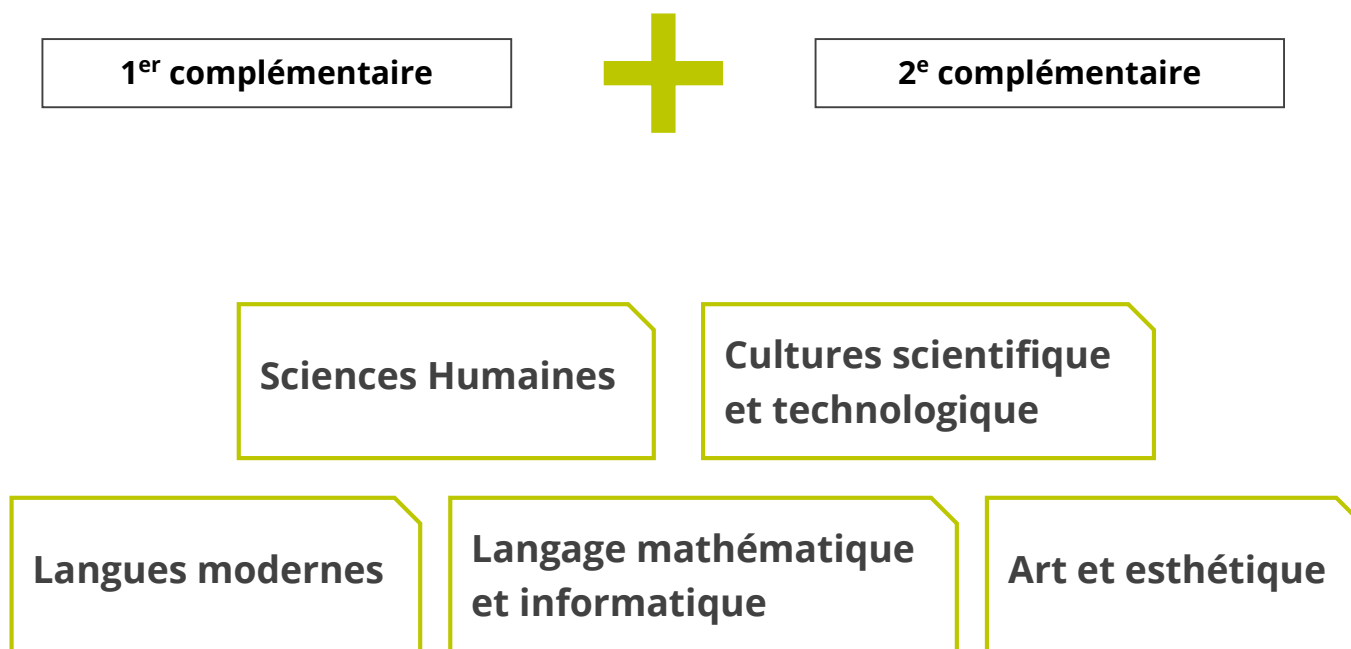 1er complémentaire
2e complémentaire
Sciences Humaines
Cultures scientifique
et technologique
Langues modernes
Langage mathématique
et informatique
Art et esthétique